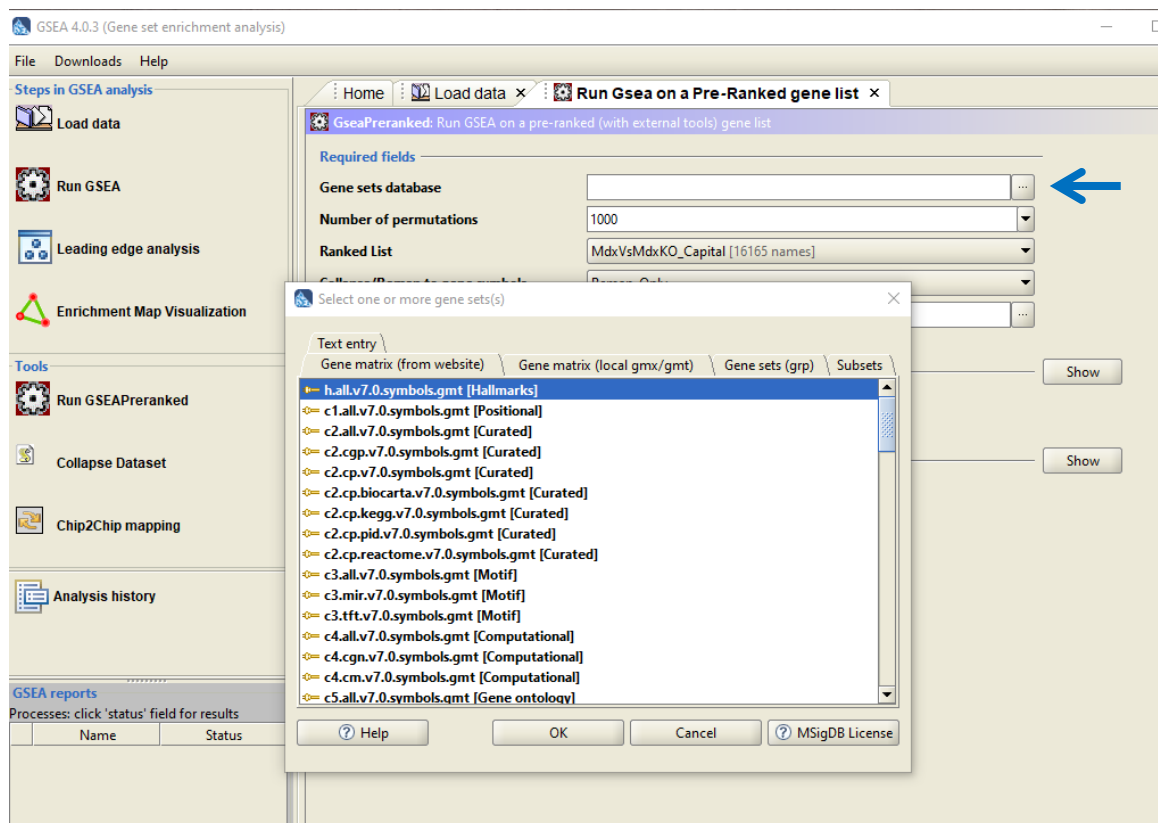 GSEA 4.0.3 (Gene set enrichment analysis)
File Downloads Help
Steps in GSEA analysis
Load data
Run GSEA
Leading edge analysis
Enrichment Map Visualization
Tools
Run GSEAPreranked
Collapse Dataset
Chip2Chip mapping
Analysis history
GSEA reports
Processes: click 'status' field for results
Name Status
Home Load data × Run Gsea on a Pre-Ranked gene list ×
GseaPreranked: Run GSEA on a pre-ranked (with external tools) gene list
Required fields
Gene sets database ...
Number of permutations 1000
Ranked List MdxVsMdxKO_Capital [16165 names]
Collapse/Remap to gene symbols Remap_Only
...
Show
Show
Select one or more gene sets(s)
Text entry
Gene matrix (from website) Gene matrix (local gmx/gmt) Gene sets (grp) Subsets
h.all.v7.0.symbols.gmt [Hallmarks]
c1.all.v7.0.symbols.gmt [Positional]
c2.all.v7.0.symbols.gmt [Curated]
c2.cgp.v7.0.symbols.gmt [Curated]
c2.cp.v7.0.symbols.gmt [Curated]
c2.cp.biocarta.v7.0.symbols.gmt [Curated]
c2.cp.kegg.v7.0.symbols.gmt [Curated]
c2.cp.pid.v7.0.symbols.gmt [Curated]
c2.cp.reactome.v7.0.symbols.gmt [Curated]
c3.all.v7.0.symbols.gmt [Motif]
c3.mir.v7.0.symbols.gmt [Motif]
c3.tft.v7.0.symbols.gmt [Motif]
c4.all.v7.0.symbols.gmt [Computational]
c4.cgn.v7.0.symbols.gmt [Computational]
c4.cm.v7.0.symbols.gmt [Computational]
c5.all.v7.0.symbols.gmt [Gene ontology]
? Help OK Cancel ? MSigDB License